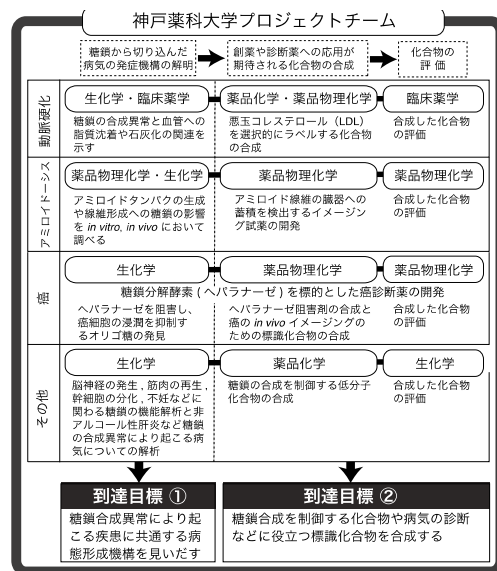 神戸薬科大学プロジェクトチーム
糖鎖から切り込んだ
病気の発症機構の解明
創薬や診断薬への応用が
期待される化合物の合成
化合物の
評 価
動脈硬化
生化学・臨床薬学
薬品化学・薬品物理化学
臨床薬学
糖鎖の合成異常と血管への
脂質沈着や石灰化の関連を
示す
悪玉コレステロール（LDL）
を選択的にラベルする化合物
の合成
合成した化合物
の評価
アミロイドーシス
薬品物理化学・生化学
薬品物理化学
薬品物理化学
アミロイドタンパクの生成
や線維形成への糖鎖の影響
を in vitro, in vivo において
調べる
アミロイド線維の臓器への
蓄積を検出するイメージン
グ試薬の開発
合成した化合物
の評価
癌
生化学
薬品物理化学
薬品物理化学
糖鎖分解酵素 ( ヘパラナーゼ ) を標的とした癌診断薬の開発
ヘパラナーゼを阻害し、
癌細胞の浸潤を抑制す
るオリゴ糖の発見
ヘパラナーゼ阻害剤の合成と
癌の in vivo イメージングの
ための標識化合物の合成
合成した化合物
の評価
その他
生化学
薬品化学
生化学
脳神経の発生 , 筋肉の再生 ,
幹細胞の分化 , 不妊などに
関わる糖鎖の機能解析と非
アルコール性肝炎など糖鎖
の合成異常により起こる病
気についての解析
糖鎖の合成を制御する低分子
化合物の合成
合成した化合物
の評価
到達目標 ①
糖鎖合成異常により起
こる疾患に共通する病
態形成機構を見いだす
到達目標 ②
糖鎖合成を制御する化合物や病気の診断
などに役立つ標識化合物を合成する